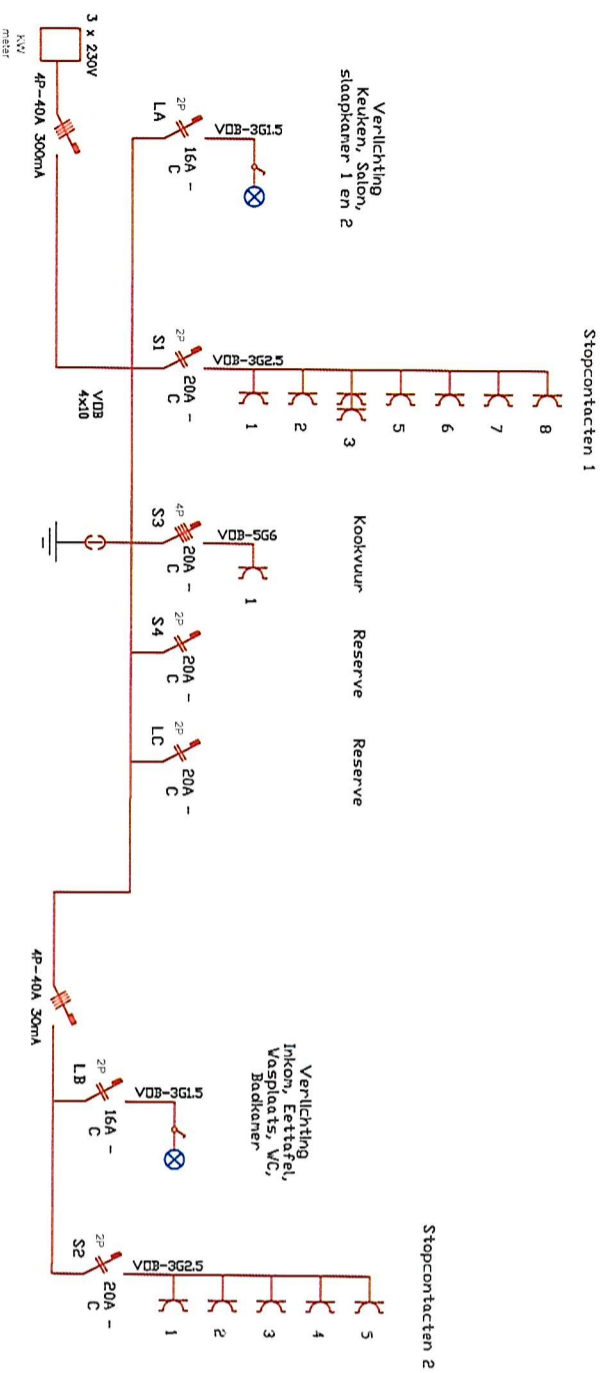 3 x 230V
KW
meter
4P-40A 300mA
Verlichting
Keuken, Salon,
slaapkamer 1 en 2
VOB-3G1.5
2P
16A -
C
LA
Stopcontacten 1
VOB-3G2.5
2P
20A -
C
S1
1
2
3
5
6
7
8
VOB
4x10
Kookvuur
VOB-5G6
4P
20A -
C
S3
1
Reserve
2P
20A -
C
S4
Reserve
2P
20A -
C
LC
4P-40A 30mA
Verlichting
Inkom, Eettafel,
Wasplaats, WC,
Badkamer
VOB-3G1.5
2P
16A -
C
LB
Stopcontacten 2
VOB-3G2.5
2P
20A -
C
S2
1
2
3
4
5